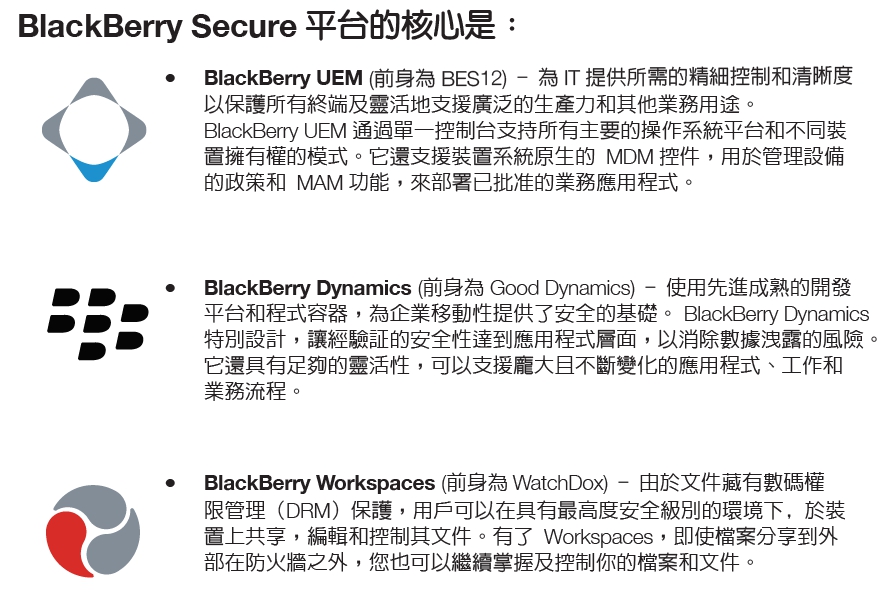 BlackBerry Secure 平台的核心是：
• BlackBerry UEM (前身為 BES12) – 為 IT 提供所需的精細控制和清晰度
以保護所有終端及靈活地支援廣泛的生產力和其他業務用途。
BlackBerry UEM 通過單一控制台支持所有主要的操作系統平台和不同裝
置擁有權的模式。它還支援裝置系統原生的 MDM 控件，用於管理設備
的政策和 MAM 功能，來部署已批准的業務應用程式。
• BlackBerry Dynamics (前身為 Good Dynamics) – 使用先進成熟的開發
平台和程式容器，為企業移動性提供了安全的基礎。 BlackBerry Dynamics
特別設計，讓經驗証的安全性達到應用程式層面，以消除數據洩露的風險。
它還具有足夠的靈活性，可以支援龐大且不斷變化的應用程式、工作和
業務流程。
• BlackBerry Workspaces (前身為 WatchDox) – 由於文件藏有數碼權
限管理（DRM）保護，用戶可以在具有最高度安全級別的環境下, 於裝
置上共享，編輯和控制其文件。有了 Workspaces，即使檔案分享到外
部在防火牆之外，您也可以繼續掌握及控制你的檔案和文件。